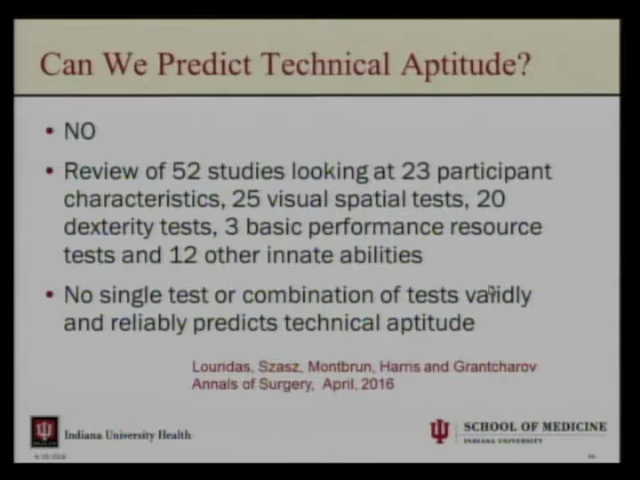 Can We Predict Technical Aptitude?
• NO
• Review of 52 studies looking at 23 participant
characteristics, 25 visual spatial tests, 20
dexterity tests, 3 basic performance resource
tests and 12 other innate abilities
• No single test or combination of tests validly
and reliably predicts technical aptitude
Louridas, Szasz, Montbrun, Harris and Grantcharov
Annals of Surgery, April, 2016
Indiana University Health
SCHOOL OF MEDICINE
INDIANA UNIVERSITY